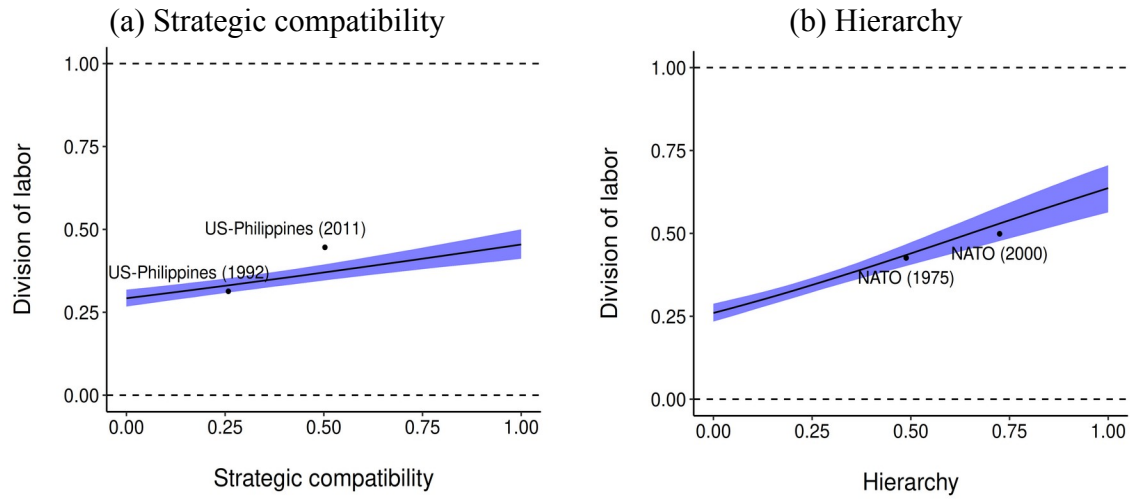 (a) Strategic compatibility
1.00
0.75
0.50
0.25
0.00
Division of labor
US-Philippines (2011)
US-Philippines (1992)
0.00 0.25 0.50 0.75 1.00
Strategic compatibility
(b) Hierarchy
1.00
0.75
0.50
0.25
0.00
Division of labor
NATO (2000)
NATO (1975)
0.00 0.25 0.50 0.75 1.00
Hierarchy